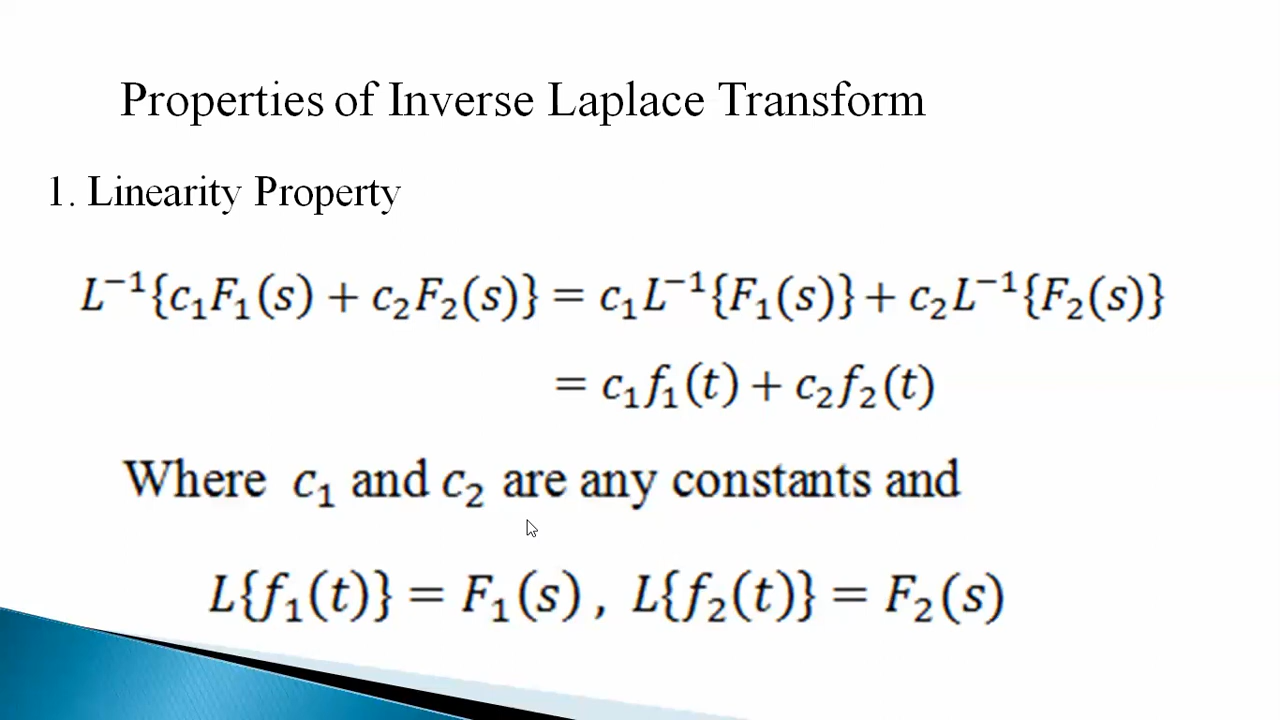 Properties of Inverse Laplace Transform
1. Linearity Property
L⁻¹{c₁F₁(s) + c₂F₂(s)} = c₁L⁻¹{F₁(s)} + c₂L⁻¹{F₂(s)}
= c₁f₁(t) + c₂f₂(t)
Where c₁ and c₂ are any constants and
L{f₁(t)} = F₁(s), L{f₂(t)} = F₂(s)